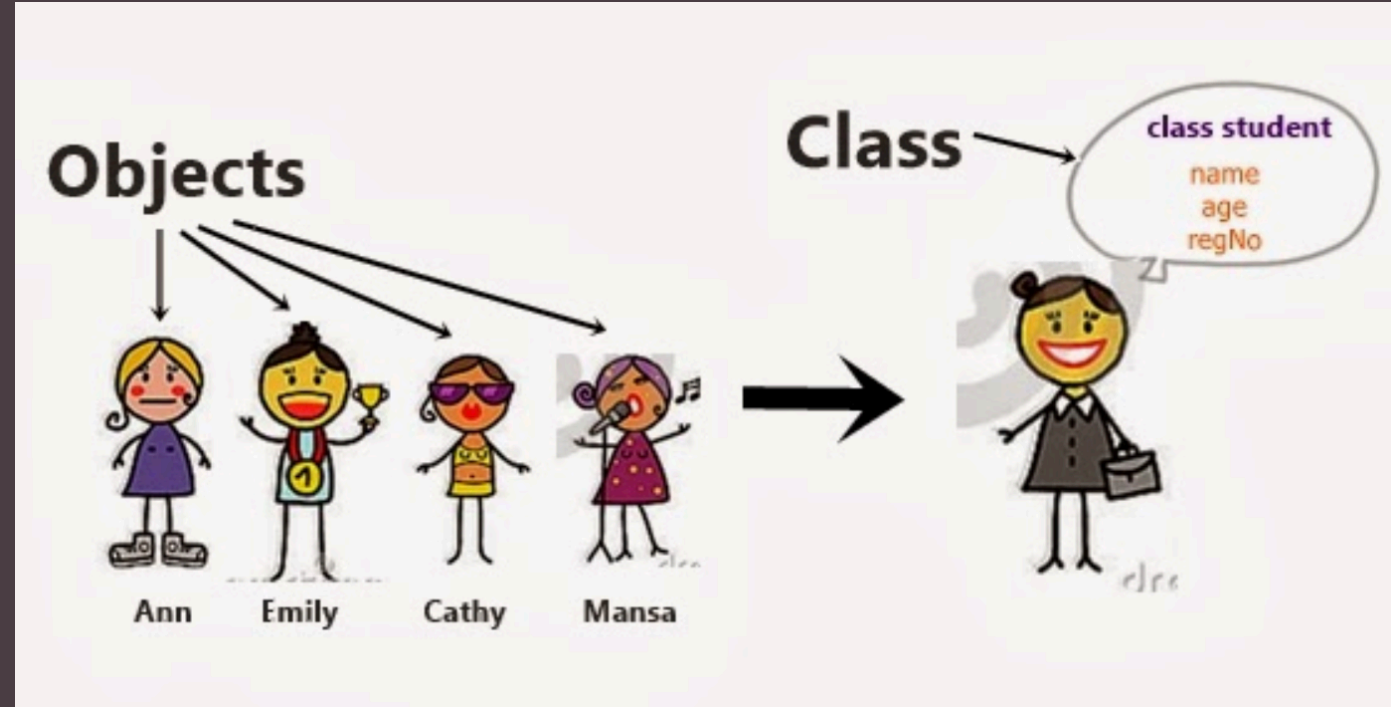 Objects
Class
class student
name
age
regNo
Ann
Emily
Cathy
Mansa